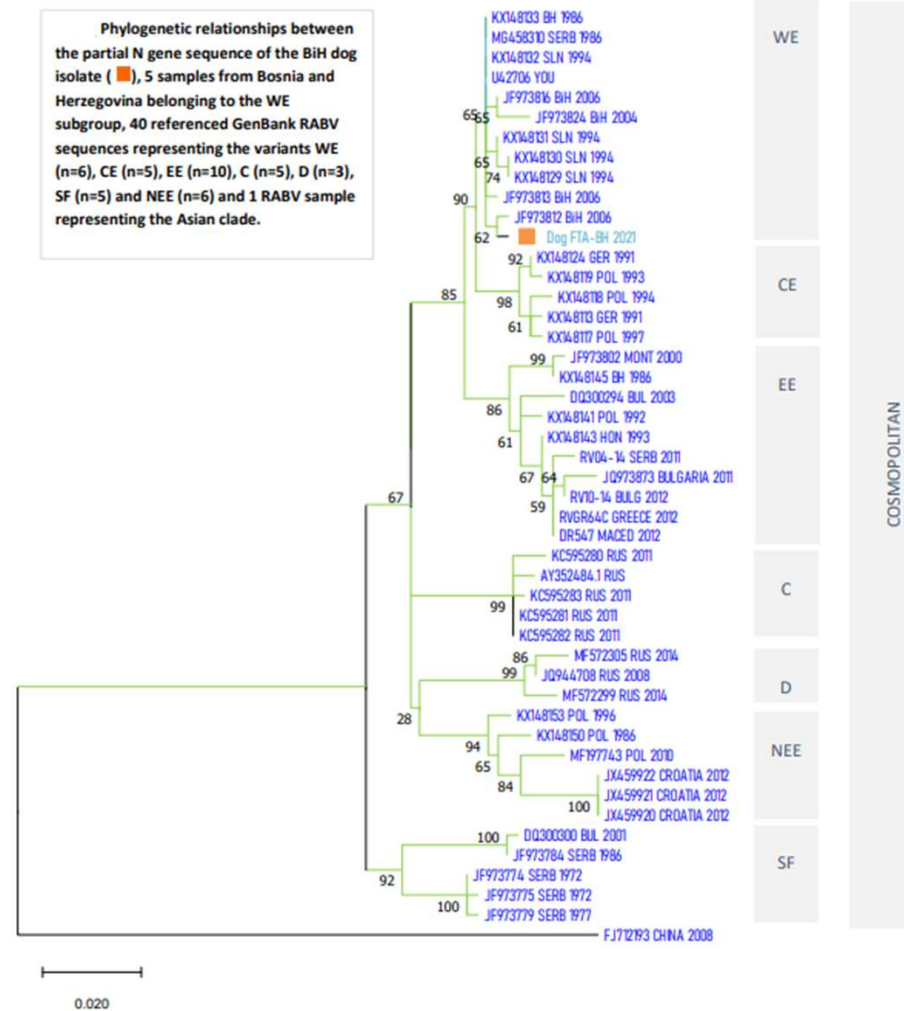 Phylogenetic relationships between
the partial N gene sequence of the BiH dog
isolate ( ), 5 samples from Bosnia and
Herzegovina belonging to the WE
subgroup, 40 referenced GenBank RABV
sequences representing the variants WE
(n=6), CE (n=5), EE (n=10), C (n=5), D (n=3),
SF (n=5) and NEE (n=6) and 1 RABV sample
representing the Asian clade.
KX148133 BH 1986
MG458310 SERB 1986
KX148132 SLN 1994
U42706 YOU
JF973816 BiH 2006
JF973824 BiH 2004
KX148131 SLN 1994
KX148130 SLN 1994
KX148129 SLN 1994
JF973813 BiH 2006
JF973812 BiH 2006
Dog FTA-BH 2021
KX148124 GER 1991
KX148119 POL 1993
KX148118 POL 1994
KX148113 GER 1991
KX148117 POL 1997
JF973802 MONT 2000
KX148145 BH 1986
DQ300294 BUL 2003
KX148141 POL 1992
KX148143 HON 1993
RV04-14 SERB 2011
JQ973873 BULGARIA 2011
RV10-14 BULG 2012
RVGR64C GREECE 2012
DR547 MACED 2012
KC595280 RUS 2011
AY352484.1 RUS
KC595283 RUS 2011
KC595281 RUS 2011
KC595282 RUS 2011
MF572305 RUS 2014
JQ944708 RUS 2008
MF572299 RUS 2014
KX148153 POL 1996
KX148150 POL 1986
MF197743 POL 2010
JX459922 CROATIA 2012
JX459921 CROATIA 2012
JX459920 CROATIA 2012
DQ300300 BUL 2001
JF973784 SERB 1986
JF973774 SERB 1972
JF973775 SERB 1972
JF973779 SERB 1977
FJ712193 CHINA 2008
65
65
65
74
90
62
92
85
98
61
99
86
61
67
64
59
67
99
86
99
28
94
65
84
100
100
92
100
WE
CE
EE
C
D
NEE
SF
COSMOPOLITAN
0.020